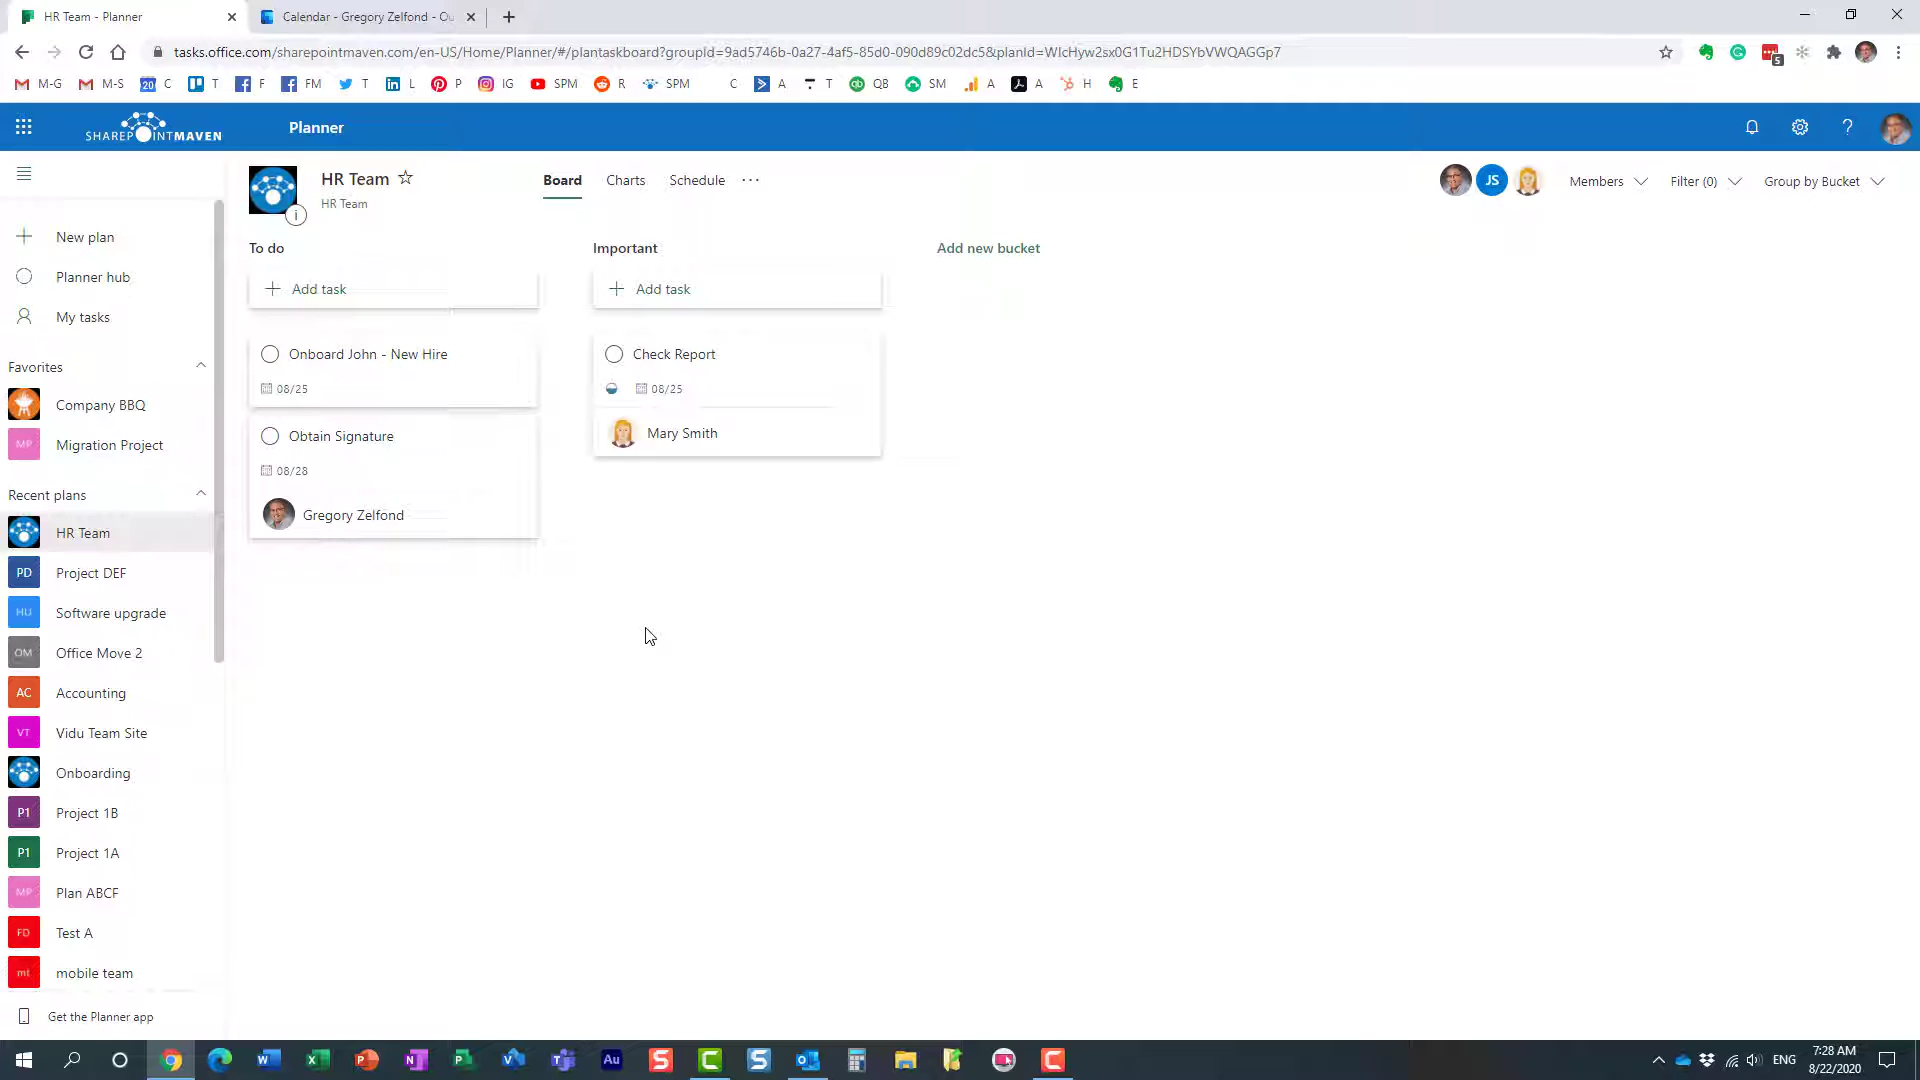 HR Team - Planner
Calendar - Gregory Zelfond - Ou
tasks.office.com/sharepointmaven.com/en-US/Home/Planner/#/plantaskboard?groupId=9ad5746b-0a27-4af5-85d0-090d89c02dc5&planId=WIcHyw2sx0G1Tu2HDSYbVWQAGGp7
5
M-G M-S 20 C T F FM T L P IG SPM R SPM C A T QB SM A A H E
SHAREPOINTMAVEN
Planner
?
HR Team
HR Team
Board
Charts
Schedule
JS
Members
Filter (0)
Group by Bucket
New plan
Planner hub
My tasks
Favorites
Company BBQ
MP Migration Project
Recent plans
HR Team
PD Project DEF
HU Software upgrade
OM Office Move 2
AC Accounting
VT Vidu Team Site
Onboarding
P1 Project 1B
P1 Project 1A
MP Plan ABCF
FD Test A
mt mobile team
Get the Planner app
To do
Add task
Onboard John - New Hire
08/25
Obtain Signature
08/28
Gregory Zelfond
Important
Add task
Check Report
08/25
Mary Smith
Add new bucket
Au
ENG
7:28 AM
8/22/2020